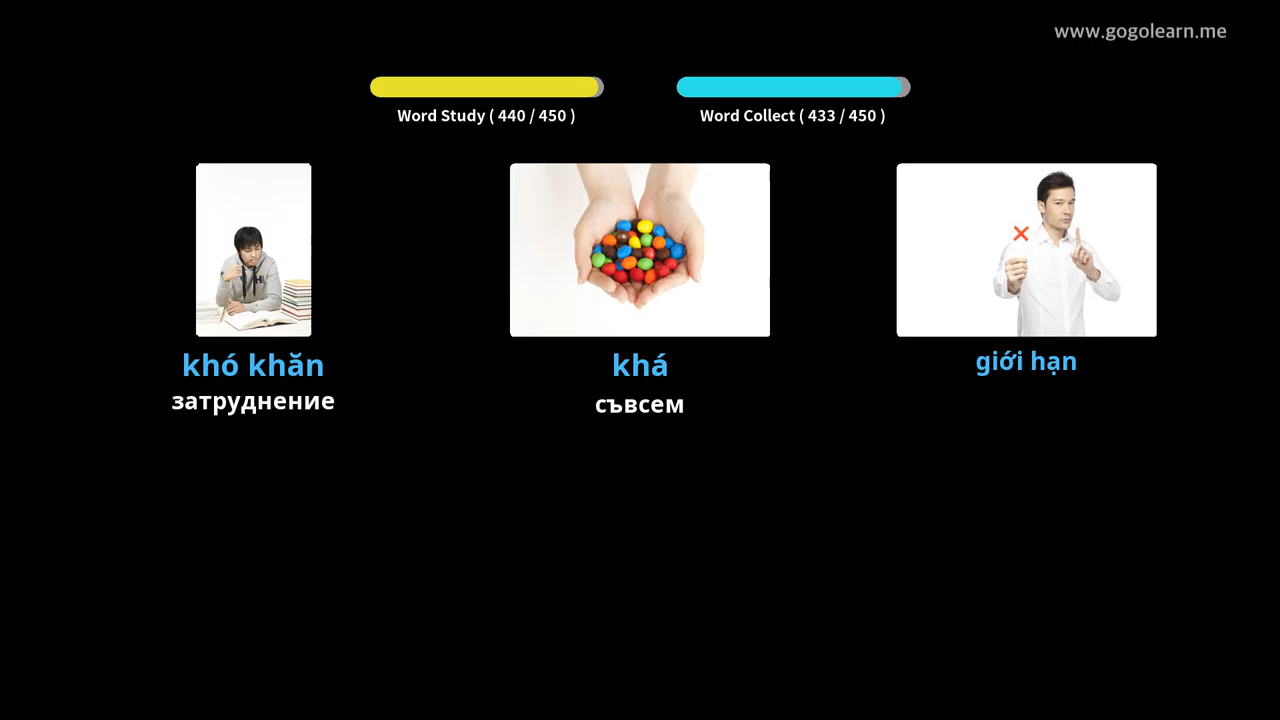 www.gogolearn.me
Word Study ( 440 / 450 )
Word Collect ( 433 / 450 )
khó khăn
затруднение
khá
съвсем
giới hạn